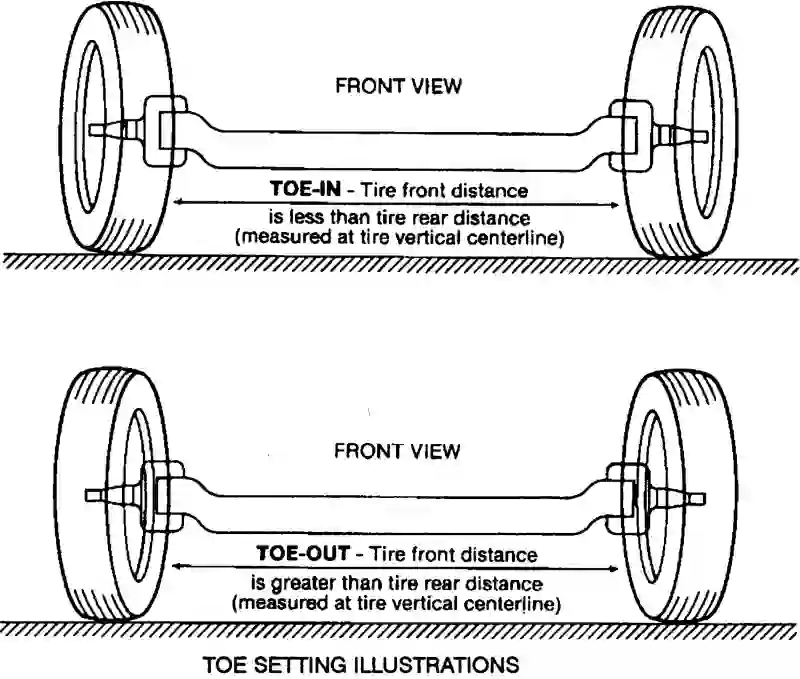 FRONT VIEW
TOE-IN - Tire front distance
is less than tire rear distance
(measured at tire vertical centerline)
FRONT VIEW
TOE-OUT - Tire front distance
is greater than tire rear distance
(measured at tire vertical centerline)
TOE SETTING ILLUSTRATIONS